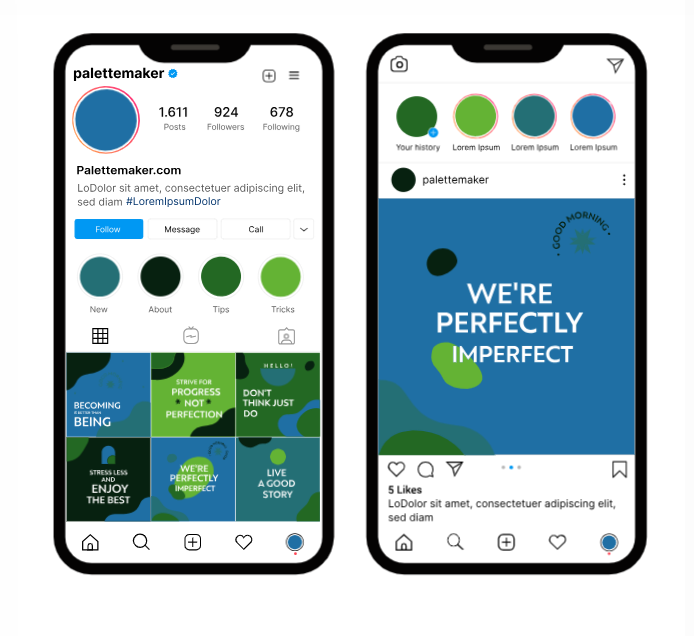 palettemaker
1.611 924 678
Posts Followers Following
Palettemaker.com
LoDolor sit amet, consectetuer adipiscing elit,
sed diam #LoremIpsumDolor
Follow Message Call
New About Tips Tricks
BECOMING
IS BETTER THAN
BEING
STRIVE FOR
PROGRESS
NOT
PERFECTION
HELLO!
DON'T
THINK JUST
DO
STRESS LESS
AND
ENJOY
THE BEST
WE'RE
PERFECTLY
IMPERFECT
LIVE
A GOOD
STORY
Your history Lorem Ipsum Lorem Ipsum Lorem Ipsum
palettemaker
• GOOD MORNING •
WE'RE
PERFECTLY
IMPERFECT
5 Likes
LoDolor sit amet, consectetuer adipiscing elit,
sed diam